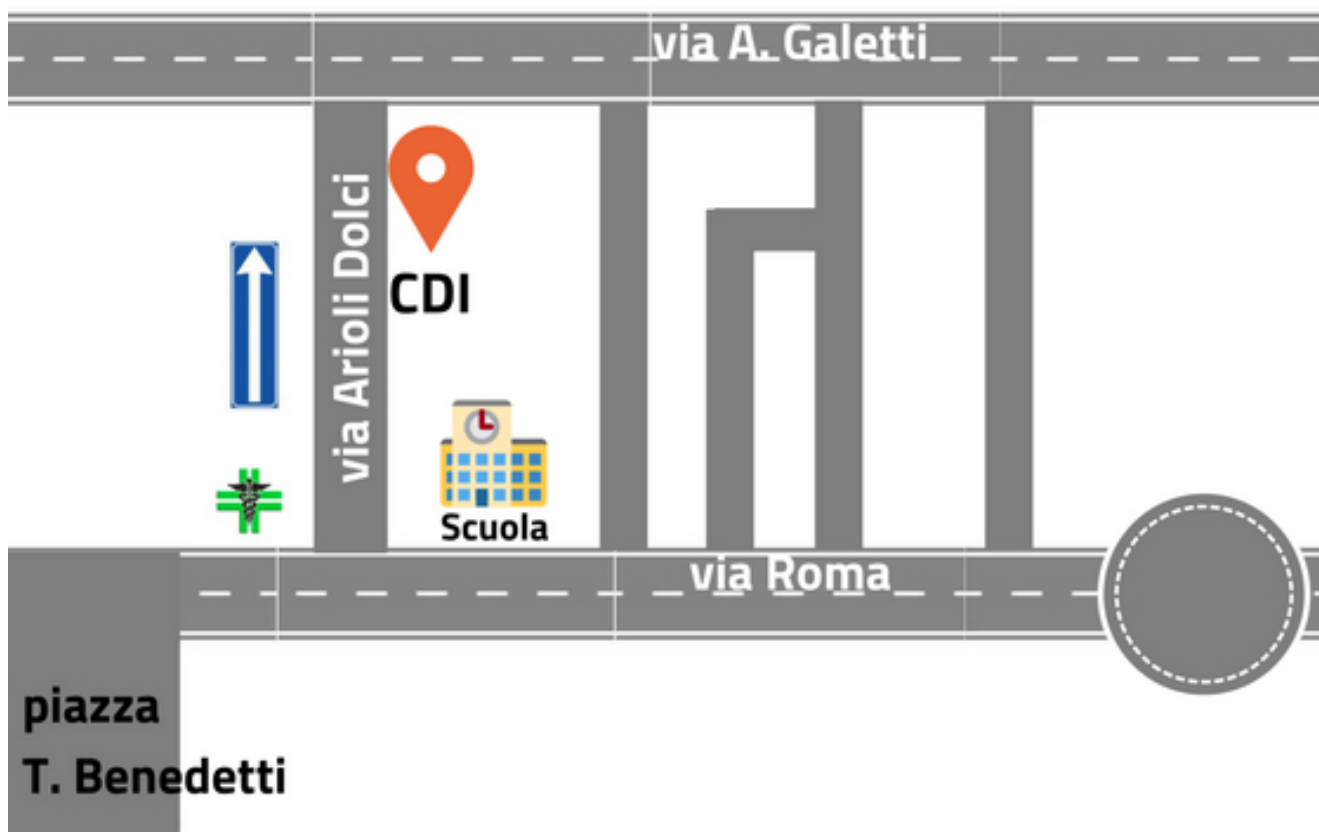 via A. Galetti
via Arioli Dolci
CDI
Scuola
via Roma
piazza
T. Benedetti